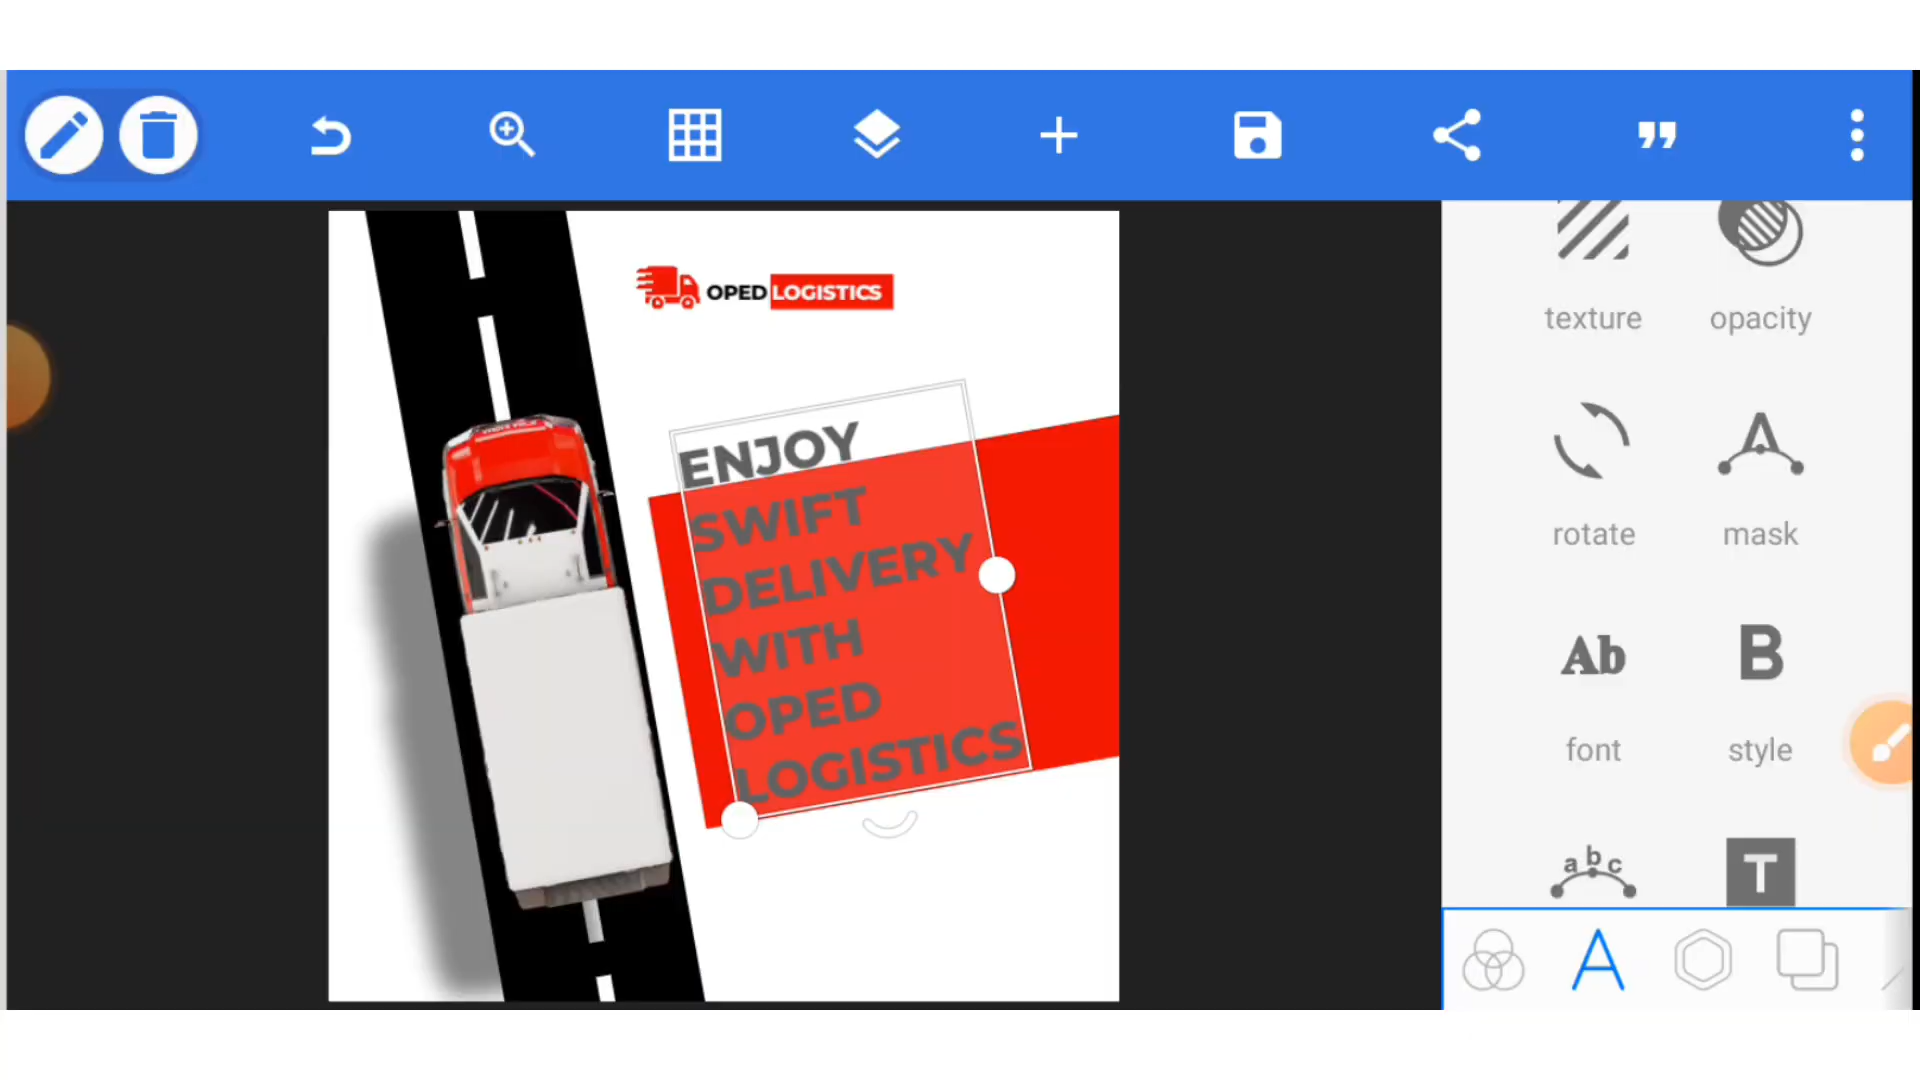 OPED LOGISTICS
ENJOY
SWIFT
DELIVERY
WITH
OPED
LOGISTICS
texture opacity
rotate mask
Ab B
font style
abc T
A